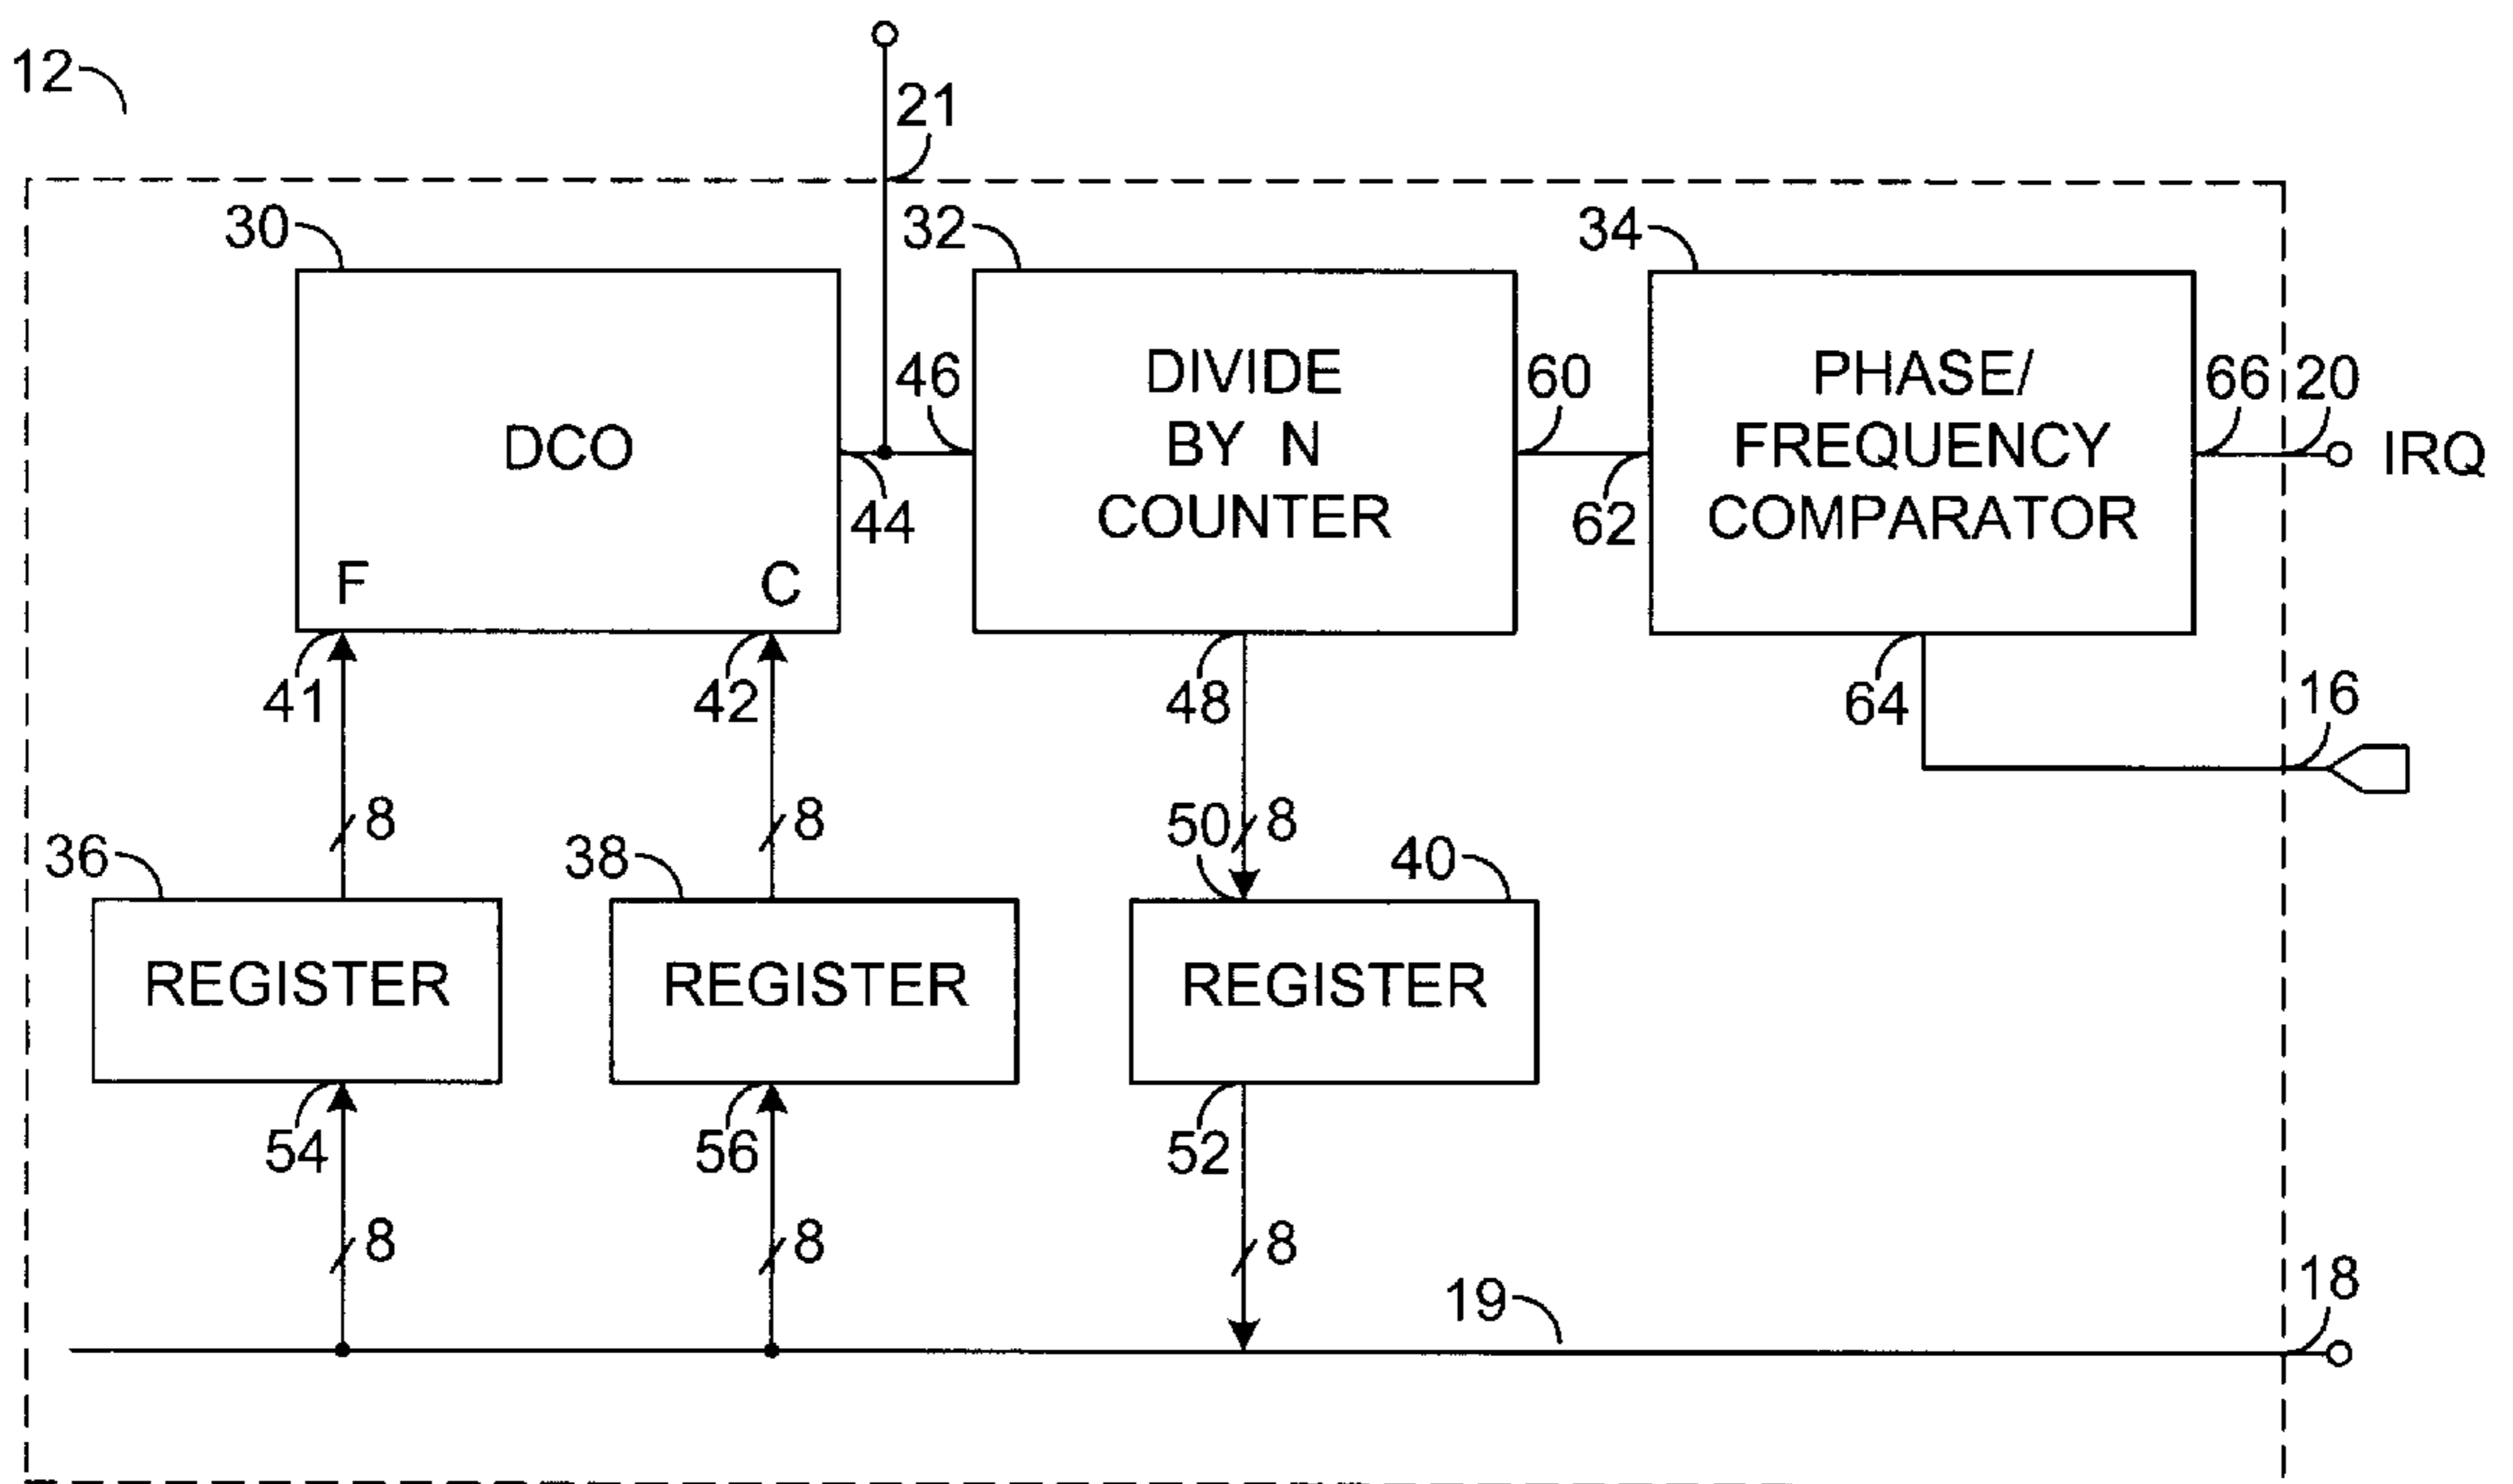 12
21
30
32
34
DCO
F
C
DIVIDE
BY N
COUNTER
PHASE/
FREQUENCY
COMPARATOR
46
44
60
62
66
20
IRQ
41
42
48
64
16
8
8
50
8
36
38
40
REGISTER
REGISTER
REGISTER
54
56
52
8
8
8
19
18